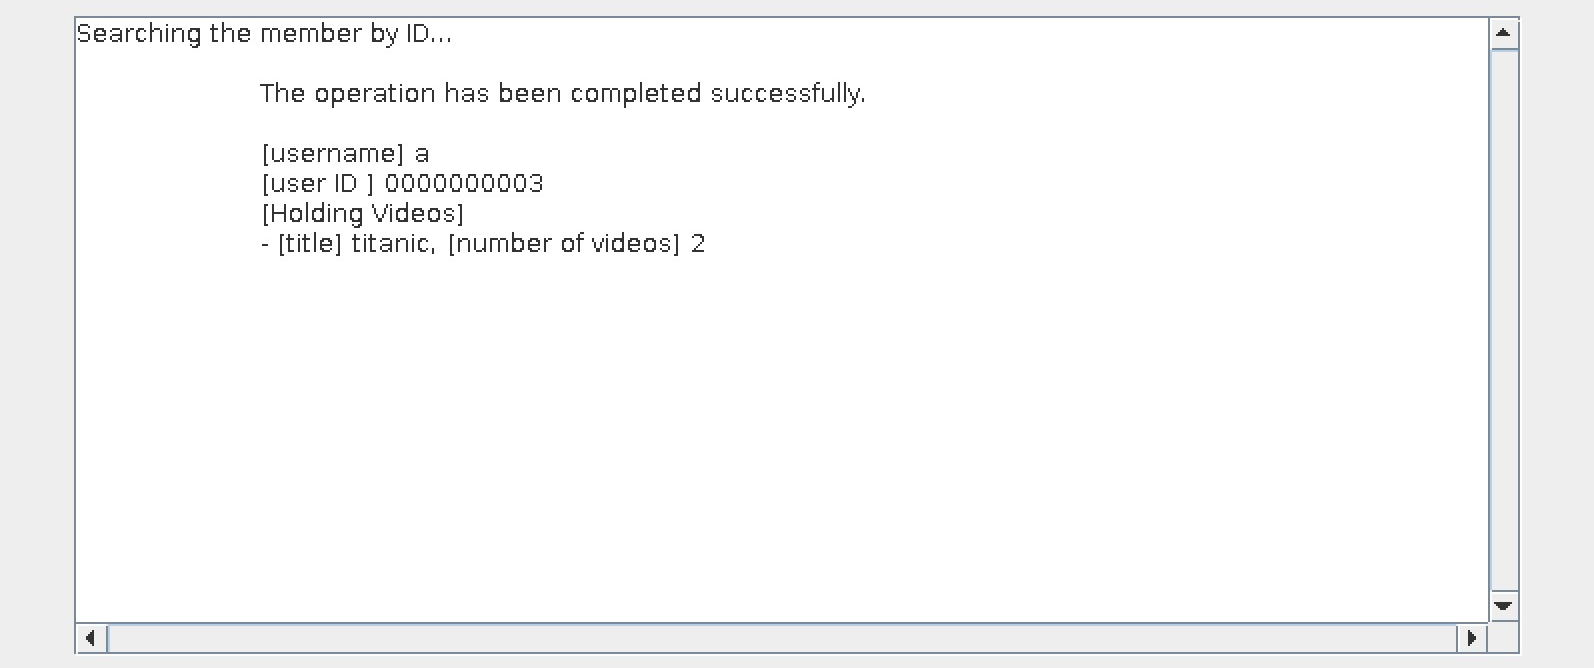 Searching the member by ID...
The operation has been completed successfully.
[username] a
[user ID ] 0000000003
[Holding Videos]
- [title] titanic, [number of videos] 2